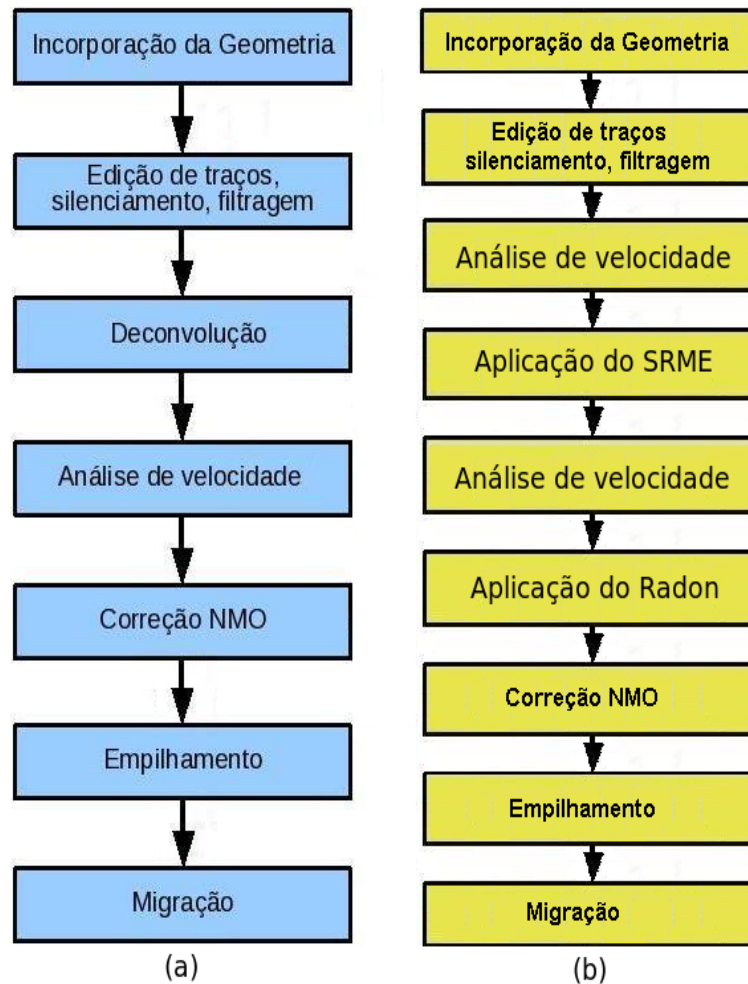 Incorporação da Geometria
Edição de traços,
silenciamento, filtragem
Deconvolução
Análise de velocidade
Correção NMO
Empilhamento
Migração
(a)
Incorporação da Geometria
Edição de traços
silenciamento, filtragem
Análise de velocidade
Aplicação do SRME
Análise de velocidade
Aplicação do Radon
Correção NMO
Empilhamento
Migração
(b)